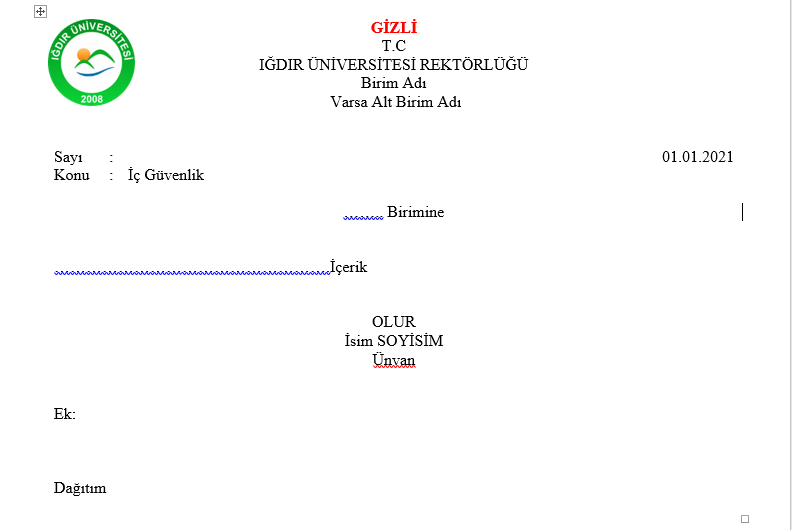 GİZLİ
T.C
IĞDIR ÜNİVERSİTESİ REKTÖRLÜĞÜ
Birim Adı
Varsa Alt Birim Adı
IĞDIR ÜNİVERSİTESİ
2008
Sayı :
01.01.2021
Konu : İç Güvenlik
Birimine
İçerik
OLUR
İsim SOYİSİM
Ünvan
Ek:
Dağıtım